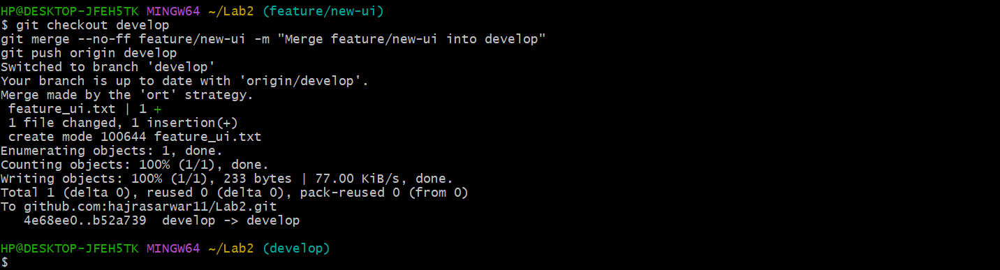 HP@DESKTOP-JFEH5TK MINGW64 ~/Lab2 (feature/new-ui)
$ git checkout develop
git merge --no-ff feature/new-ui -m "Merge feature/new-ui into develop"
git push origin develop
Switched to branch 'develop'
Your branch is up to date with 'origin/develop'.
Merge made by the 'ort' strategy.
 feature_ui.txt | 1 +
 1 file changed, 1 insertion(+)
 create mode 100644 feature_ui.txt
Enumerating objects: 1, done.
Counting objects: 100% (1/1), done.
Writing objects: 100% (1/1), 233 bytes | 77.00 KiB/s, done.
Total 1 (delta 0), reused 0 (delta 0), pack-reused 0 (from 0)
To github.com:hajrasarwar11/Lab2.git
   4e68ee0..b52a739  develop -> develop
HP@DESKTOP-JFEH5TK MINGW64 ~/Lab2 (develop)
$